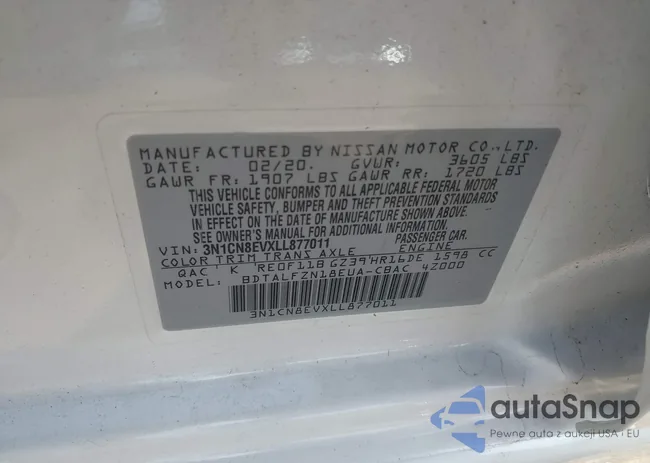 MANUFACTURED BY NISSAN MOTOR CO., LTD.
DATE: 02/20. GVWR: 3605 LBS
GAWR FR: 1907 LBS GAWR RR: 1720 LBS
THIS VEHICLE CONFORMS TO ALL APPLICABLE FEDERAL MOTOR
VEHICLE SAFETY, BUMPER AND THEFT PREVENTION STANDARDS
IN EFFECT ON THE DATE OF MANUFACTURE SHOWN ABOVE.
SEE OWNER'S MANUAL FOR ADDITIONAL INFORMATION.
VIN: 3N1CN8EVXLL877011 PASSENGER CAR.
COLOR TRIM TRANS AXLE ENGINE
QAC K RE0F11B GZ39 HR16DE 1598 CC
MODEL: BDTALFZN18EUA-CBAC 4Z000
3N1CN8EVXLL877011
autoSnap
Pewne auta z aukcji USA i EU